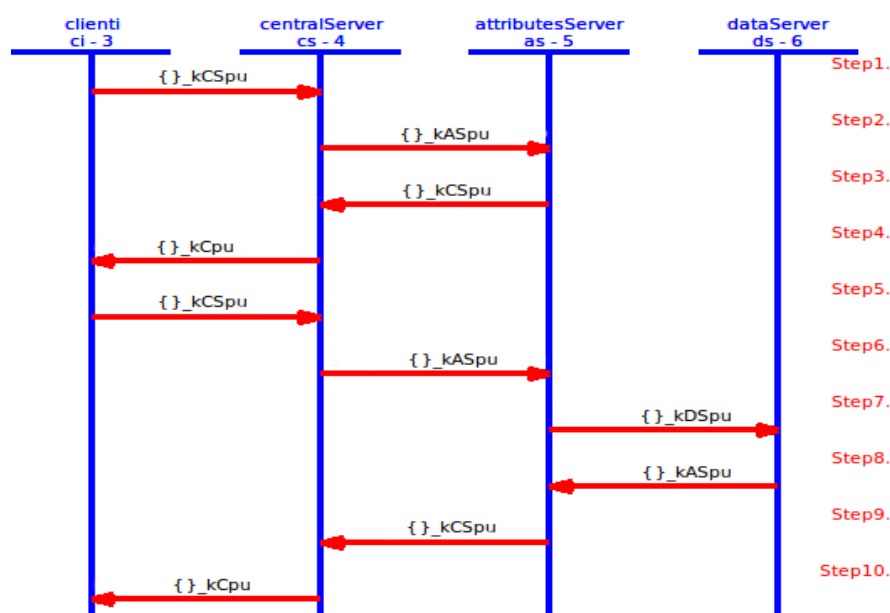 clienti
ci - 3
centralServer
cs - 4
attributesServer
as - 5
dataServer
ds - 6
Step1.
{ }_kCSpu
Step2.
{ }_kASpu
Step3.
{ }_kCSpu
Step4.
{ }_kCpu
Step5.
{ }_kCSpu
Step6.
{ }_kASpu
Step7.
{ }_kDSpu
Step8.
{ }_kASpu
Step9.
{ }_kCSpu
Step10.
{ }_kCpu